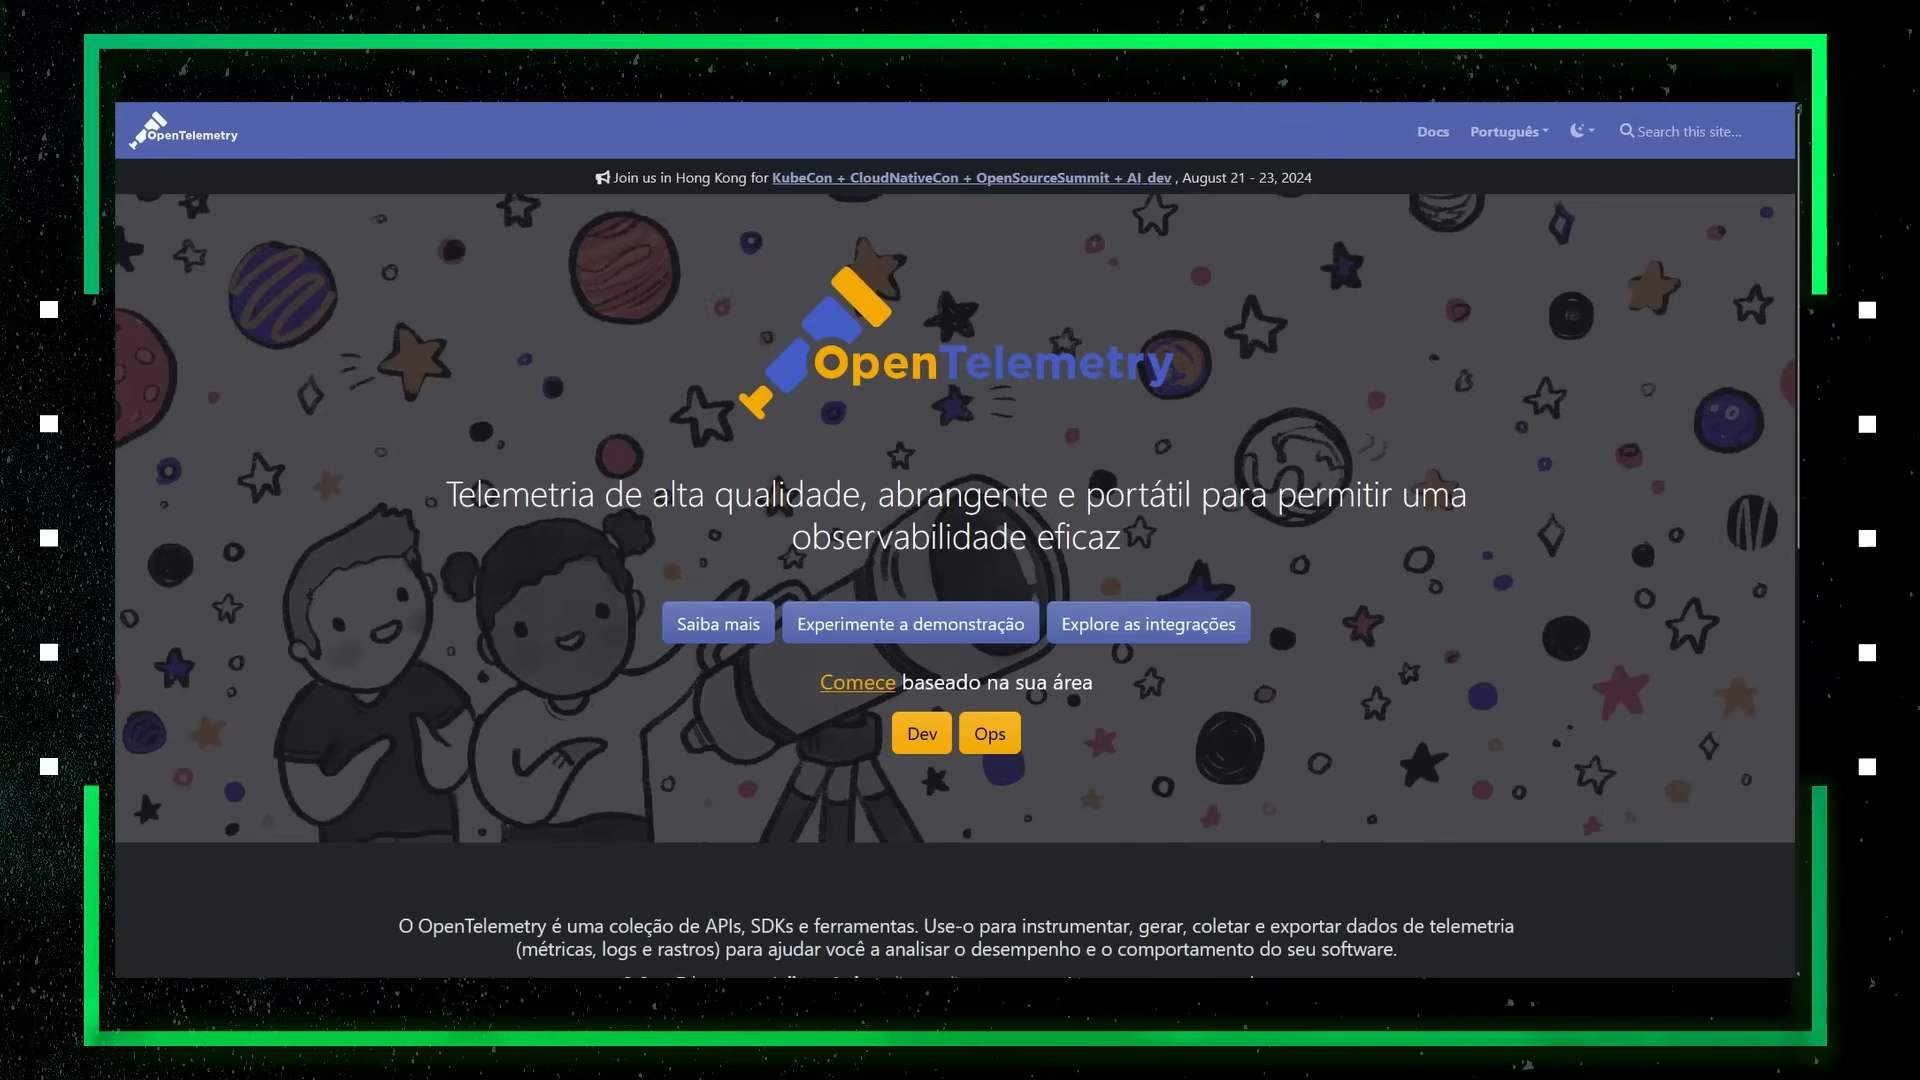 OpenTelemetry
Docs
Português
Search this site...
Join us in Hong Kong for KubeCon + CloudNativeCon + OpenSourceSummit + AI_dev , August 21 - 23, 2024
OpenTelemetry
Telemetria de alta qualidade, abrangente e portátil para permitir uma
observabilidade eficaz
Saiba mais
Experimente a demonstração
Explore as integrações
Comece baseado na sua área
Dev
Ops
O OpenTelemetry é uma coleção de APIs, SDKs e ferramentas. Use-o para instrumentar, gerar, coletar e exportar dados de telemetria
(métricas, logs e rastros) para ajudar você a analisar o desempenho e o comportamento do seu software.